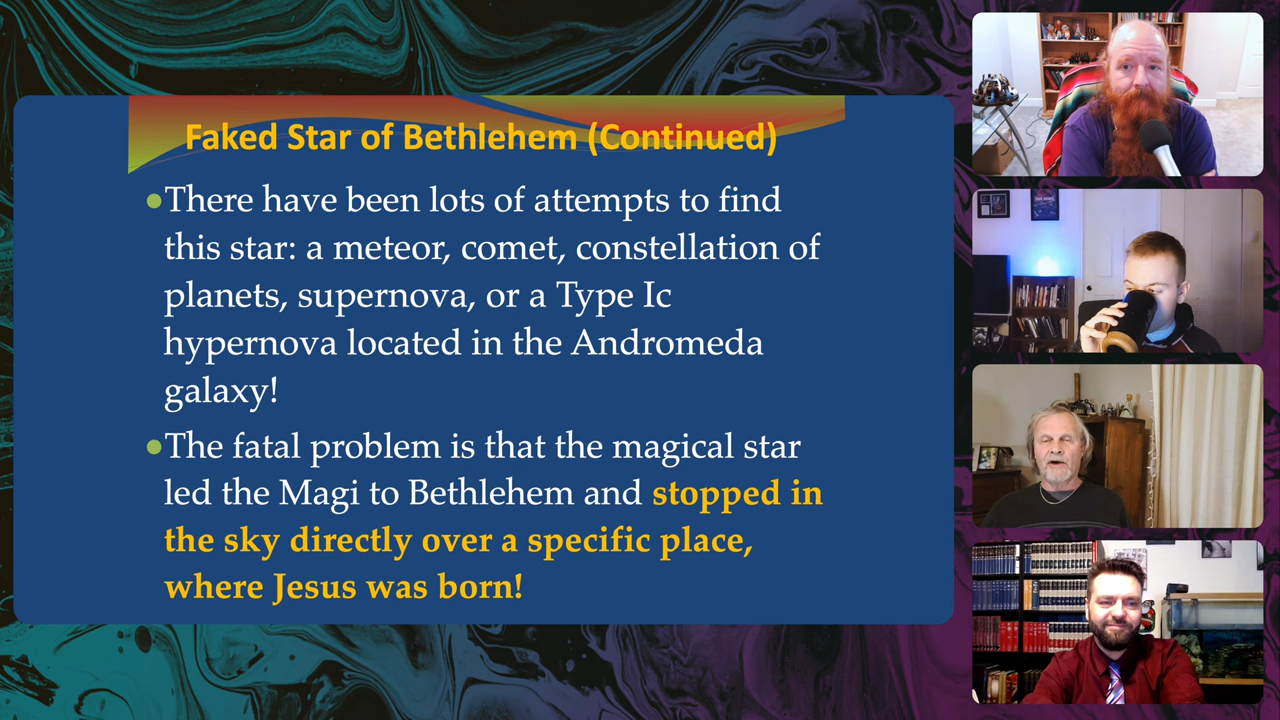 Faked Star of Bethlehem (Continued)
●There have been lots of attempts to find
this star: a meteor, comet, constellation of
planets, supernova, or a Type Ic
hypernova located in the Andromeda
galaxy!
●The fatal problem is that the magical star
led the Magi to Bethlehem and stopped in
the sky directly over a specific place,
where Jesus was born!